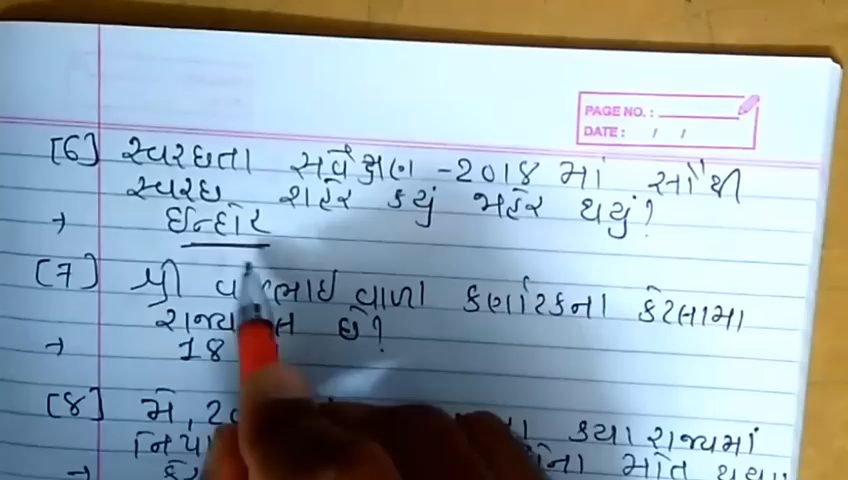 PAGE NO. :
DATE : / /
[6] સ્વચ્છતા સર્વેક્ષણ -2018 માં સૌથી
સ્વચ્છ શહેર કયું જાહેર થયું?
→ ઇન્દોર
[7] શ્રી વજુભાઇ વાળા કર્ણાટકના કેટલામા
રાજ્યપાલ છે?
→ 18
[8] મે, ક્યા રાજ્યમાં
મોત થયા